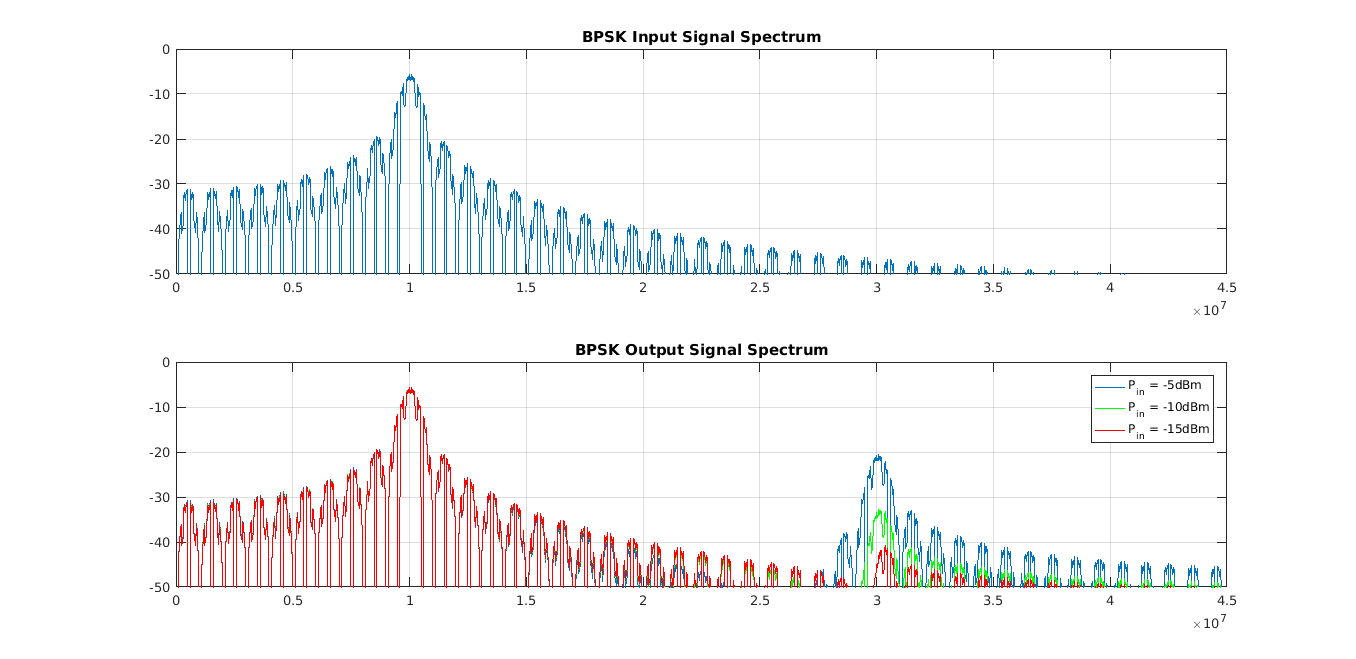 BPSK Input Signal Spectrum
0
-10
-20
-30
-40
-50
0 0.5 1 1.5 2 2.5 3 3.5 4 4.5
×10^7
BPSK Output Signal Spectrum
0
-10
-20
-30
-40
-50
P_in = -5dBm
P_in = -10dBm
P_in = -15dBm
0 0.5 1 1.5 2 2.5 3 3.5 4 4.5
×10^7